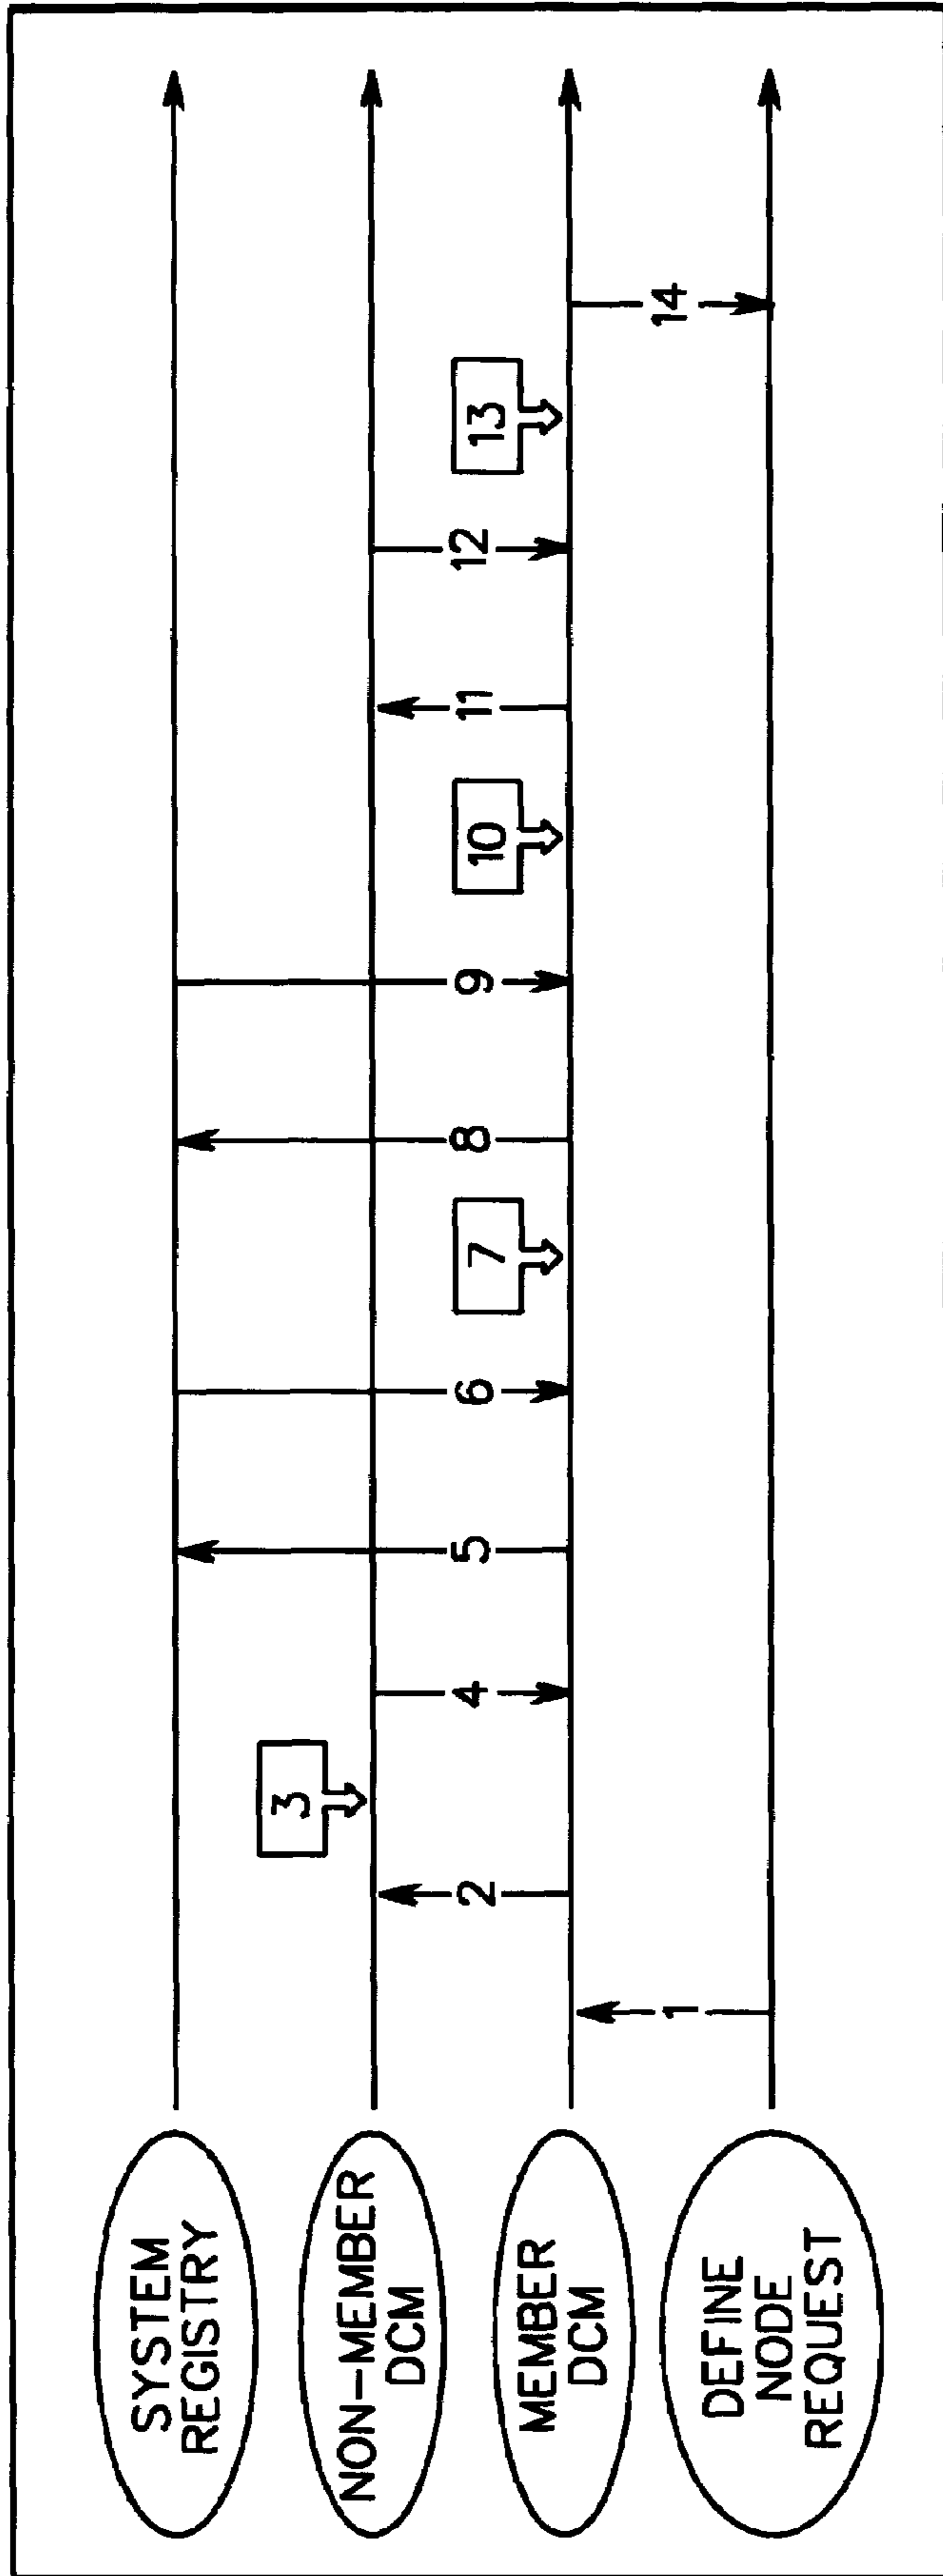 SYSTEM
REGISTRY
NON-MEMBER
DCM
MEMBER
DCM
DEFINE
NODE
REQUEST
1
2
3
4
5
6
7
8
9
10
11
12
13
14